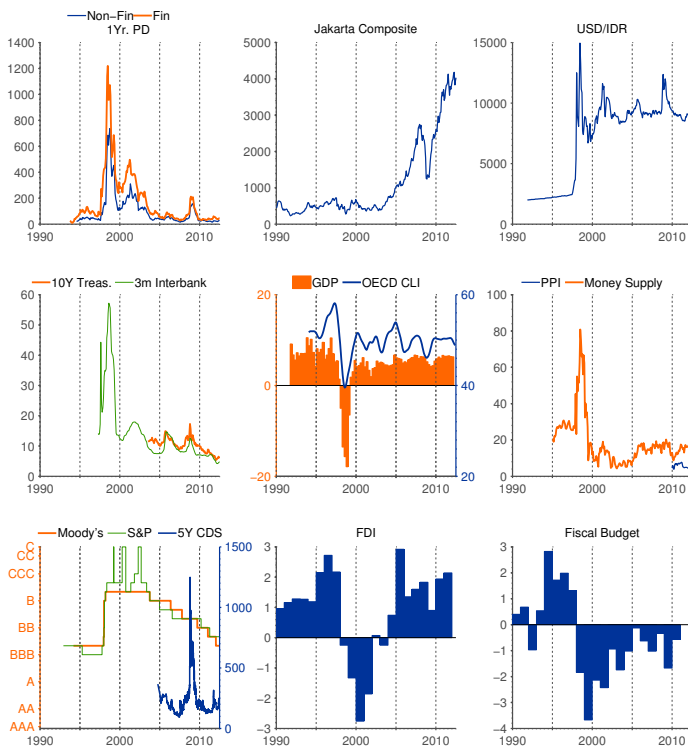 Non-Fin Fin
1Yr. PD
1400
1200
1000
800
600
400
200
0
1990 2000 2010
Jakarta Composite
5000
4000
3000
2000
1000
0
1990 2000 2010
USD/IDR
15000
10000
5000
0
1990 2000 2010
10Y Treas. 3m Interbank
60
50
40
30
20
10
0
1990 2000 2010
GDP OECD CLI
20 60
0 40
−20 20
1990 2000 2010
PPI Money Supply
100
80
60
40
20
0
1990 2000 2010
Moody's S&P 5Y CDS
C 1500
CC
CCC
B 1000
BB
BBB 500
A
AA
AAA 0
1990 2000 2010
FDI
3
2
1
0
−1
−2
−3
1990 2000 2010
Fiscal Budget
3
2
1
0
−1
−2
−3
−4
1990 2000 2010